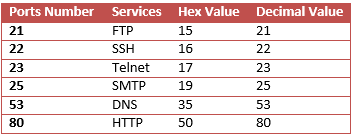 Ports Number Services Hex Value Decimal Value
21 FTP 15 21
22 SSH 16 22
23 Telnet 17 23
25 SMTP 19 25
53 DNS 35 53
80 HTTP 50 80